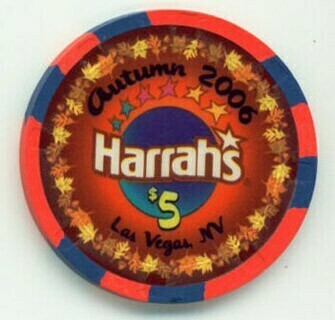 Autumn 2006
Harrah's
$5
Las Vegas, NV